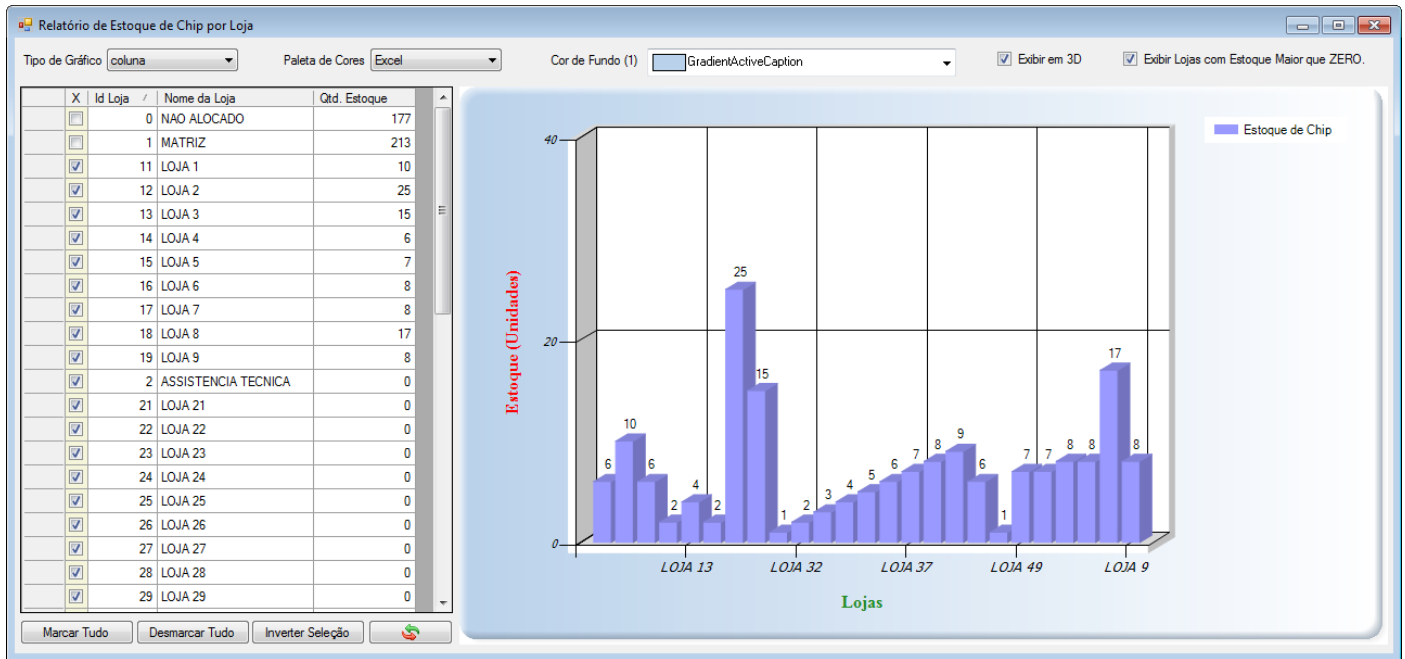 Relatório de Estoque de Chip por Loja
Tipo de Gráfico coluna Paleta de Cores Excel Cor de Fundo (1) GradientActiveCaption Exibir em 3D Exibir Lojas com Estoque Maior que ZERO.
X Id Loja Nome da Loja Qtd. Estoque
0 NAO ALOCADO 177
1 MATRIZ 213
11 LOJA 1 10
12 LOJA 2 25
13 LOJA 3 15
14 LOJA 4 6
15 LOJA 5 7
16 LOJA 6 8
17 LOJA 7 8
18 LOJA 8 17
19 LOJA 9 8
2 ASSISTENCIA TECNICA 0
21 LOJA 21 0
22 LOJA 22 0
23 LOJA 23 0
24 LOJA 24 0
25 LOJA 25 0
26 LOJA 26 0
27 LOJA 27 0
28 LOJA 28 0
29 LOJA 29 0
Marcar Tudo Desmarcar Tudo Inverter Seleção
Estoque de Chip
Estoque (Unidades)
40
20
0
6 10 6 2 4 2 25 15 1 2 3 4 5 6 7 8 9 6 1 7 7 8 8 17 8
LOJA 13 LOJA 32 LOJA 37 LOJA 49 LOJA 9
Lojas